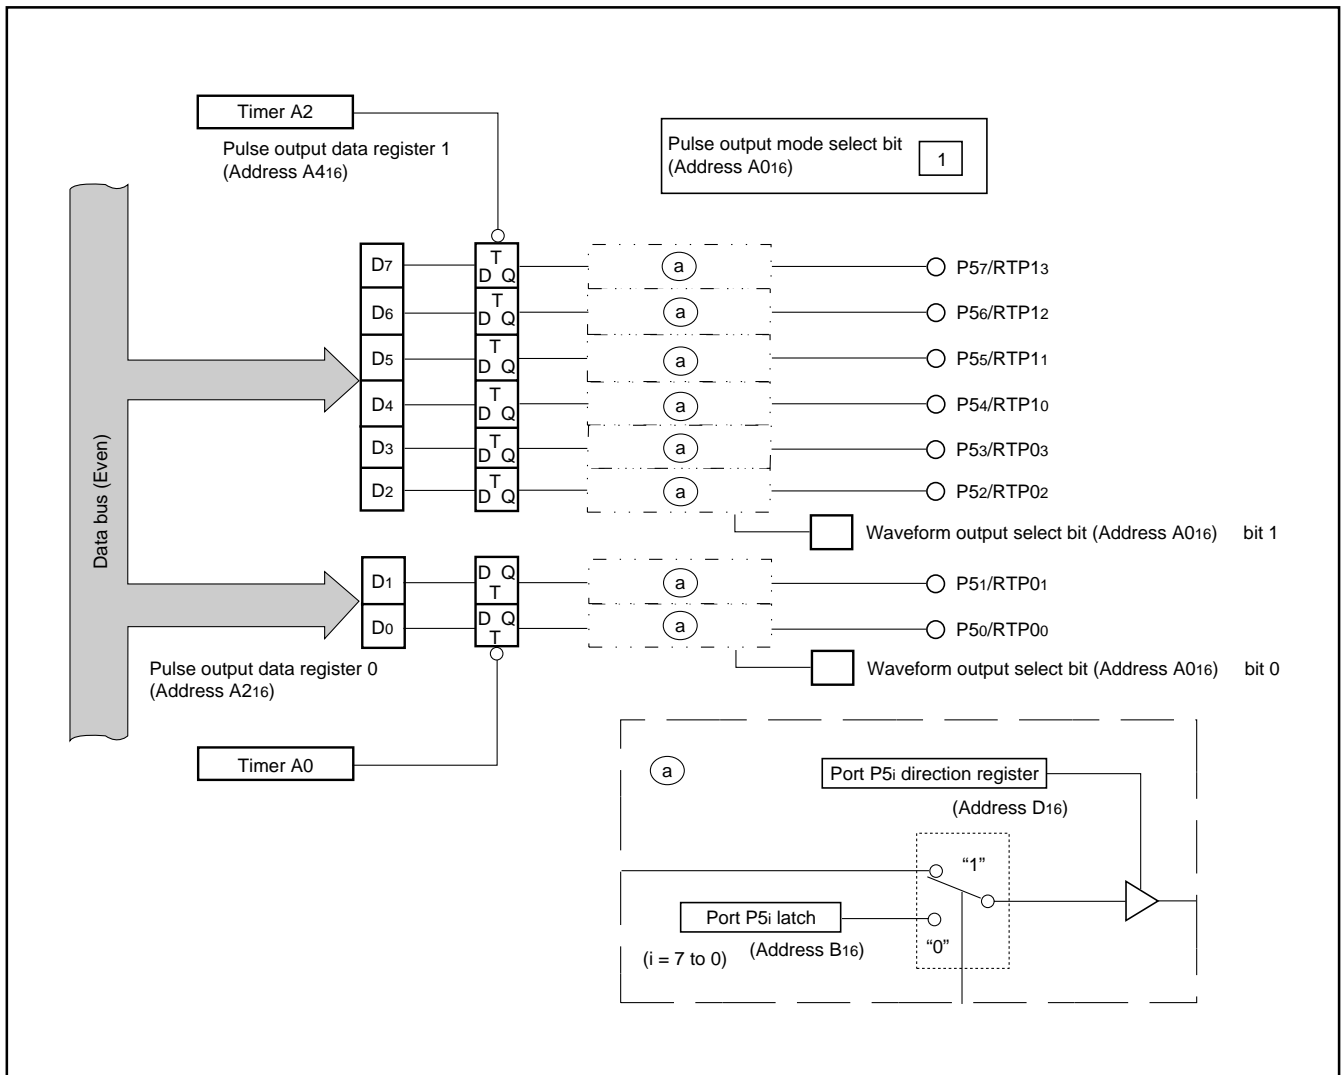 Timer A2
Pulse output data register 1
(Address A416)
Pulse output mode select bit
(Address A016)
1
Data bus (Even)
D7
T
D Q
a
P57/RTP13
D6
T
D Q
a
P56/RTP12
D5
T
D Q
a
P55/RTP11
D4
T
D Q
a
P54/RTP10
D3
T
D Q
a
P53/RTP03
D2
T
D Q
a
P52/RTP02
Waveform output select bit (Address A016) bit 1
D1
D Q
T
a
P51/RTP01
D0
D Q
T
a
P50/RTP00
Waveform output select bit (Address A016) bit 0
Pulse output data register 0
(Address A216)
Timer A0
a
Port P5i direction register
(Address D16)
“1”
Port P5i latch
(Address B16)
“0”
(i = 7 to 0)